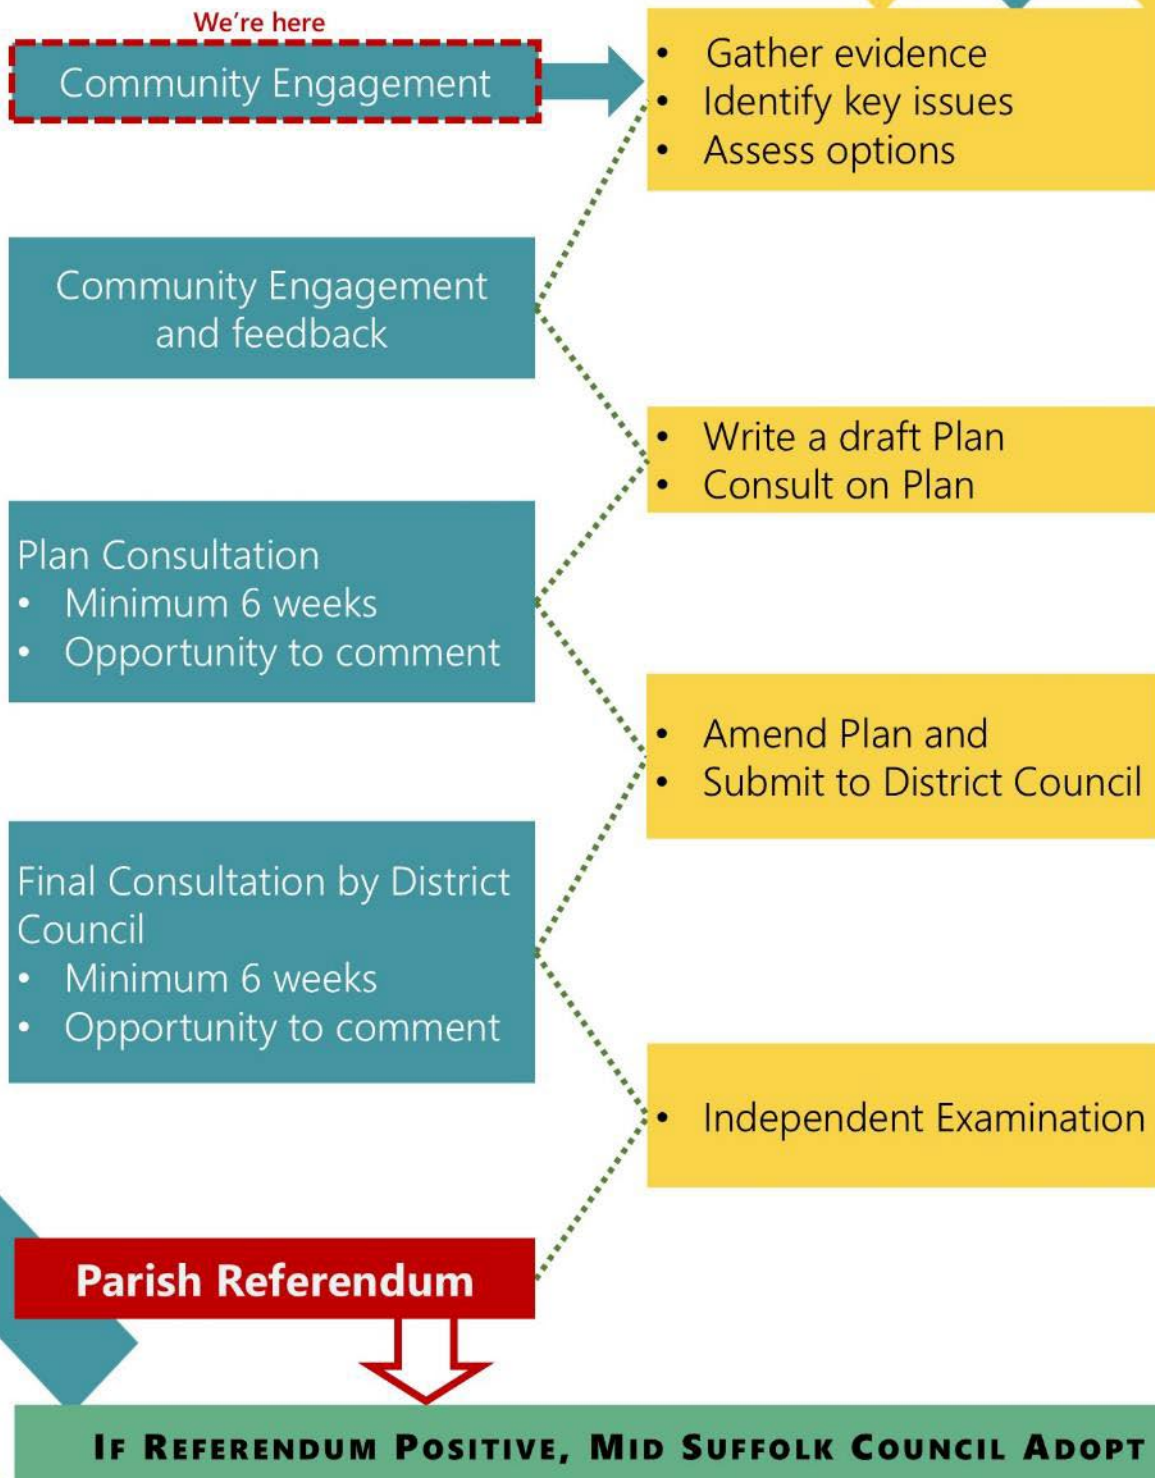 We're here
Community Engagement
• Gather evidence
• Identify key issues
• Assess options
Community Engagement
and feedback
• Write a draft Plan
• Consult on Plan
Plan Consultation
• Minimum 6 weeks
• Opportunity to comment
• Amend Plan and
• Submit to District Council
Final Consultation by District
Council
• Minimum 6 weeks
• Opportunity to comment
• Independent Examination
Parish Referendum
IF REFERENDUM POSITIVE, MID SUFFOLK COUNCIL ADOPT